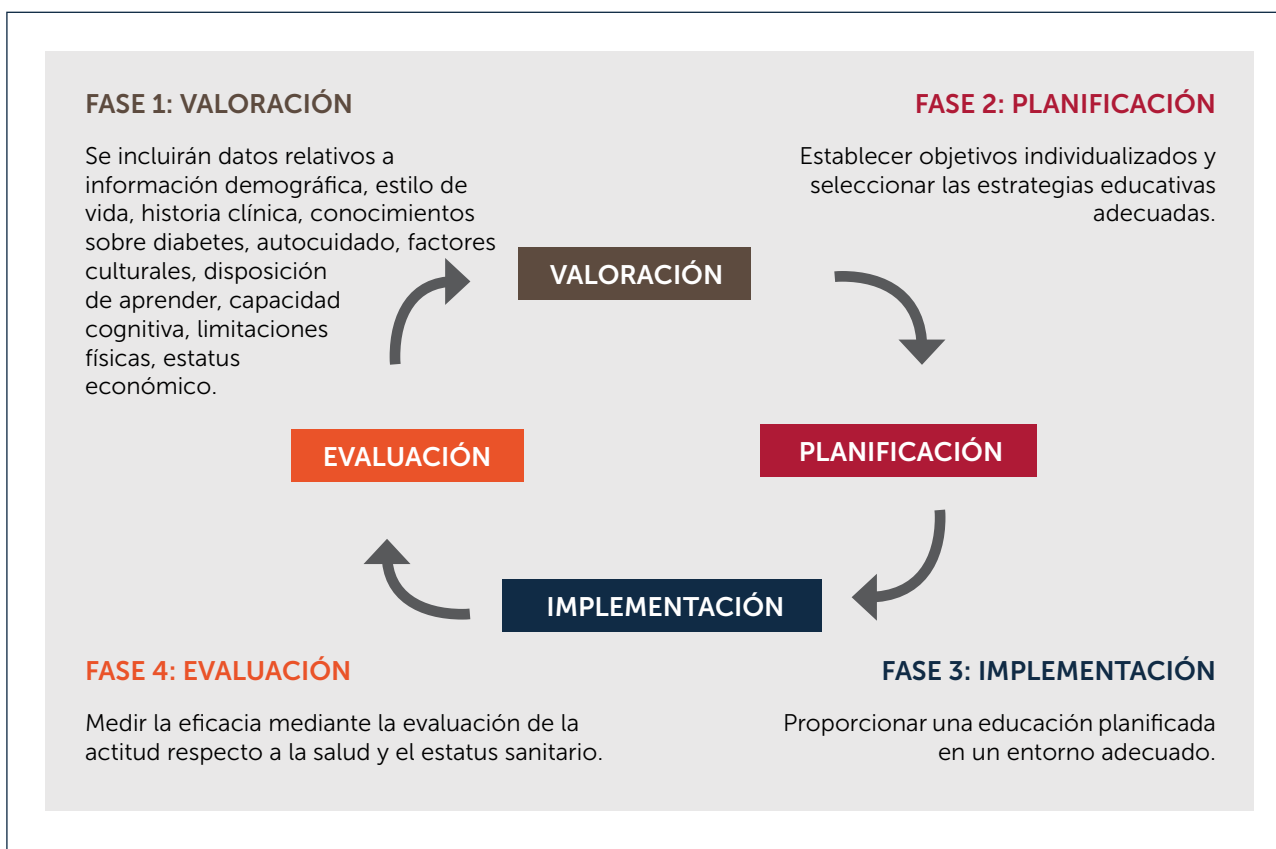 FASE 1: VALORACIÓN
Se incluirán datos relativos a
información demográfica, estilo de
vida, historia clínica, conocimientos
sobre diabetes, autocuidado, factores
culturales, disposición
de aprender, capacidad
cognitiva, limitaciones
físicas, estatus
económico.
FASE 2: PLANIFICACIÓN
Establecer objetivos individualizados y
seleccionar las estrategias educativas
adecuadas.
VALORACIÓN
EVALUACIÓN
PLANIFICACIÓN
IMPLEMENTACIÓN
FASE 4: EVALUACIÓN
Medir la eficacia mediante la evaluación de la
actitud respecto a la salud y el estatus sanitario.
FASE 3: IMPLEMENTACIÓN
Proporcionar una educación planificada
en un entorno adecuado.